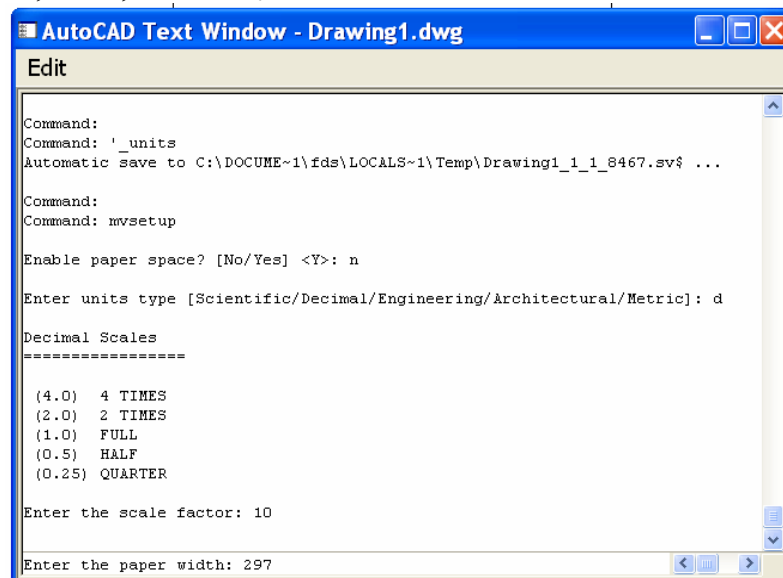 AutoCAD Text Window - Drawing1.dwg
Edit
Command:
Command: '_units
Automatic save to C:\DOCUME~1\fds\LOCALS~1\Temp\Drawing1_1_1_8467.sv$ ...
Command:
Command: mvsetup
Enable paper space? [No/Yes] <Y>: n
Enter units type [Scientific/Decimal/Engineering/Architectural/Metric]: d
Decimal Scales
=================
(4.0) 4 TIMES
(2.0) 2 TIMES
(1.0) FULL
(0.5) HALF
(0.25) QUARTER
Enter the scale factor: 10
Enter the paper width: 297